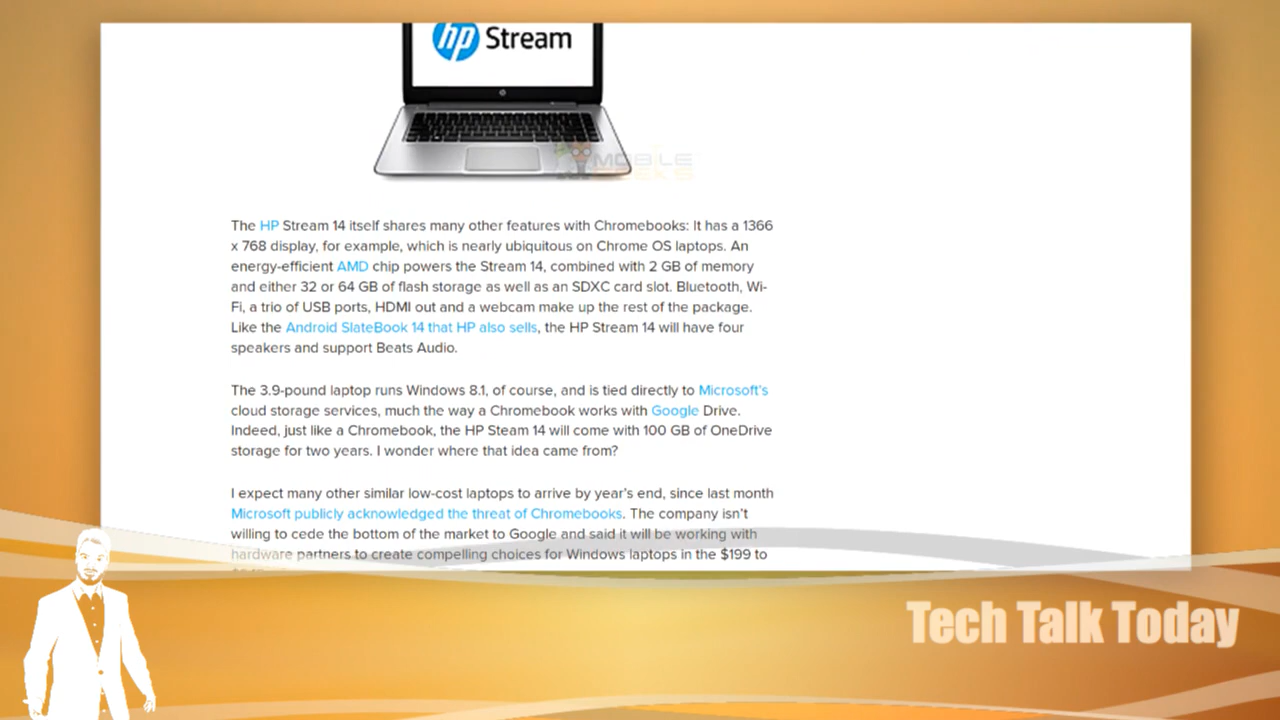 hp Stream
MOBILE
GEEKS
The HP Stream 14 itself shares many other features with Chromebooks: It has a 1366
x 768 display, for example, which is nearly ubiquitous on Chrome OS laptops. An
energy-efficient AMD chip powers the Stream 14, combined with 2 GB of memory
and either 32 or 64 GB of flash storage as well as an SDXC card slot. Bluetooth, Wi-
Fi, a trio of USB ports, HDMI out and a webcam make up the rest of the package.
Like the Android SlateBook 14 that HP also sells, the HP Stream 14 will have four
speakers and support Beats Audio.
The 3.9-pound laptop runs Windows 8.1, of course, and is tied directly to Microsoft's
cloud storage services, much the way a Chromebook works with Google Drive.
Indeed, just like a Chromebook, the HP Steam 14 will come with 100 GB of OneDrive
storage for two years. I wonder where that idea came from?
I expect many other similar low-cost laptops to arrive by year's end, since last month
Microsoft publicly acknowledged the threat of Chromebooks. The company isn't
willing to cede the bottom of the market to Google and said it will be working with
hardware partners to create compelling choices for Windows laptops in the $199 to
Tech Talk Today